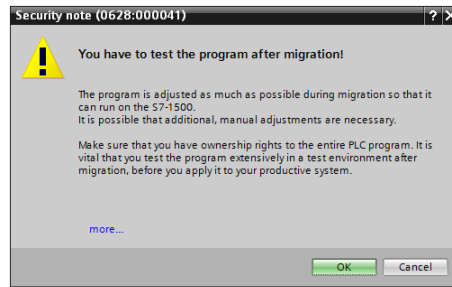 Security note (0628:000041)
? X
You have to test the program after migration!
The program is adjusted as much as possible during migration so that it
can run on the S7-1500.
It is possible that additional, manual adjustments are necessary.
Make sure that you have ownership rights to the entire PLC program. It is
vital that you test the program extensively in a test environment after
migration, before you apply it to your productive system.
more...
OK Cancel